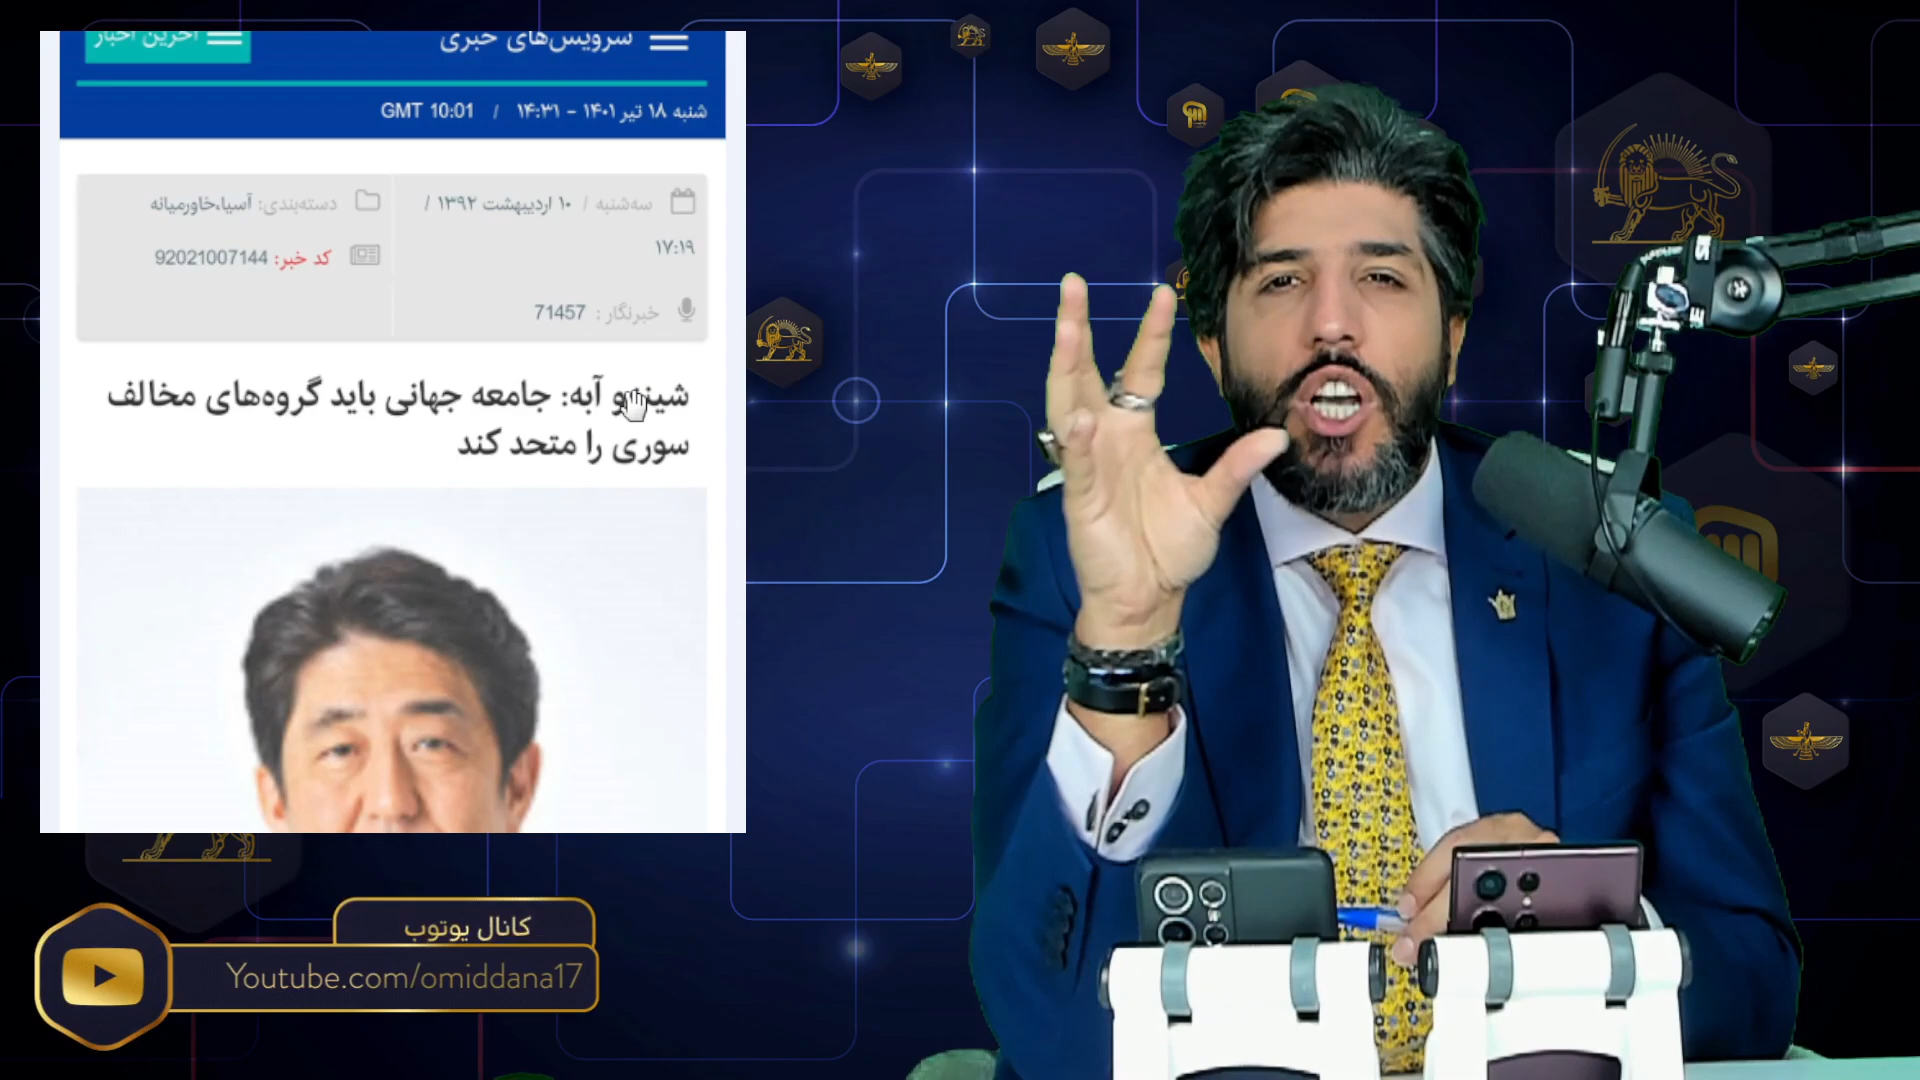 آخرین اخبار
سرویس‌های خبری
شنبه ۱۸ تیر ۱۴۰۱ - ۱۴:۳۱ / GMT 10:01
سه‌شنبه / ۱۰ اردیبهشت ۱۳۹۲ /
۱۷:۱۹
دسته‌بندی: آسیا،خاورمیانه
کد خبر: 92021007144
خبرنگار : 71457
شینزو آبه: جامعه جهانی باید گروه‌های مخالف
سوری را متحد کند
کانال یوتوب
Youtube.com/omiddana17